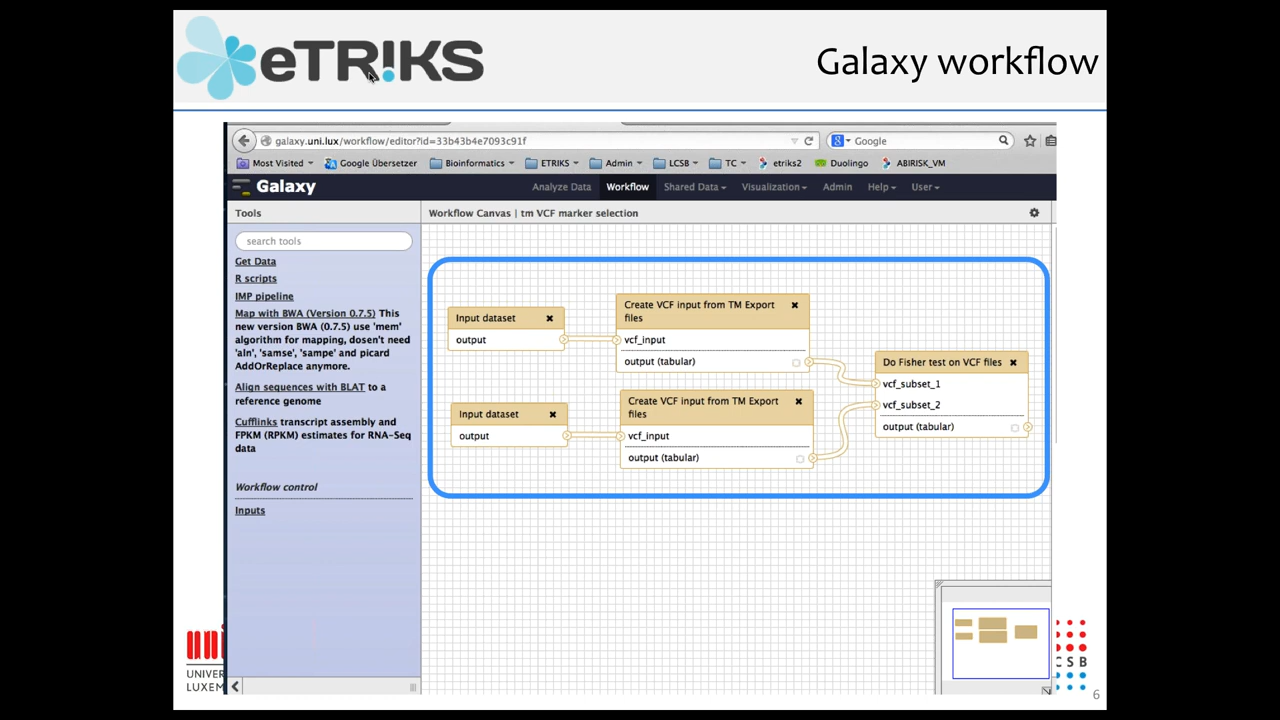 eTRIKS
Galaxy workflow
galaxy.uni.lux/workflow/editor?id=33b43b4e7093c91f
Google
Most Visited
Google Übersetzer
Bioinformatics
ETRIKS
Admin
LCSB
TC
etriks2
Duolingo
ABIRISK_VM
Galaxy
Analyze Data
Workflow
Shared Data
Visualization
Admin
Help
User
Tools
Workflow Canvas | tm VCF marker selection
search tools
Get Data
R scripts
IMP pipeline
Map with BWA (Version 0.7.5) This
new version BWA (0.7.5) use 'mem'
algorithm for mapping, dosen't need
'aln', 'samse', 'sampe' and picard
AddOrReplace anymore.
Align sequences with BLAT to a
reference genome
Cufflinks transcript assembly and
FPKM (RPKM) estimates for RNA-Seq
data
Workflow control
Inputs
Input dataset
output
Create VCF input from TM Export
files
vcf_input
output (tabular)
Input dataset
output
Create VCF input from TM Export
files
vcf_input
output (tabular)
Do Fisher test on VCF files
vcf_subset_1
vcf_subset_2
output (tabular)
UNIVER
LUXEM
C S B
6